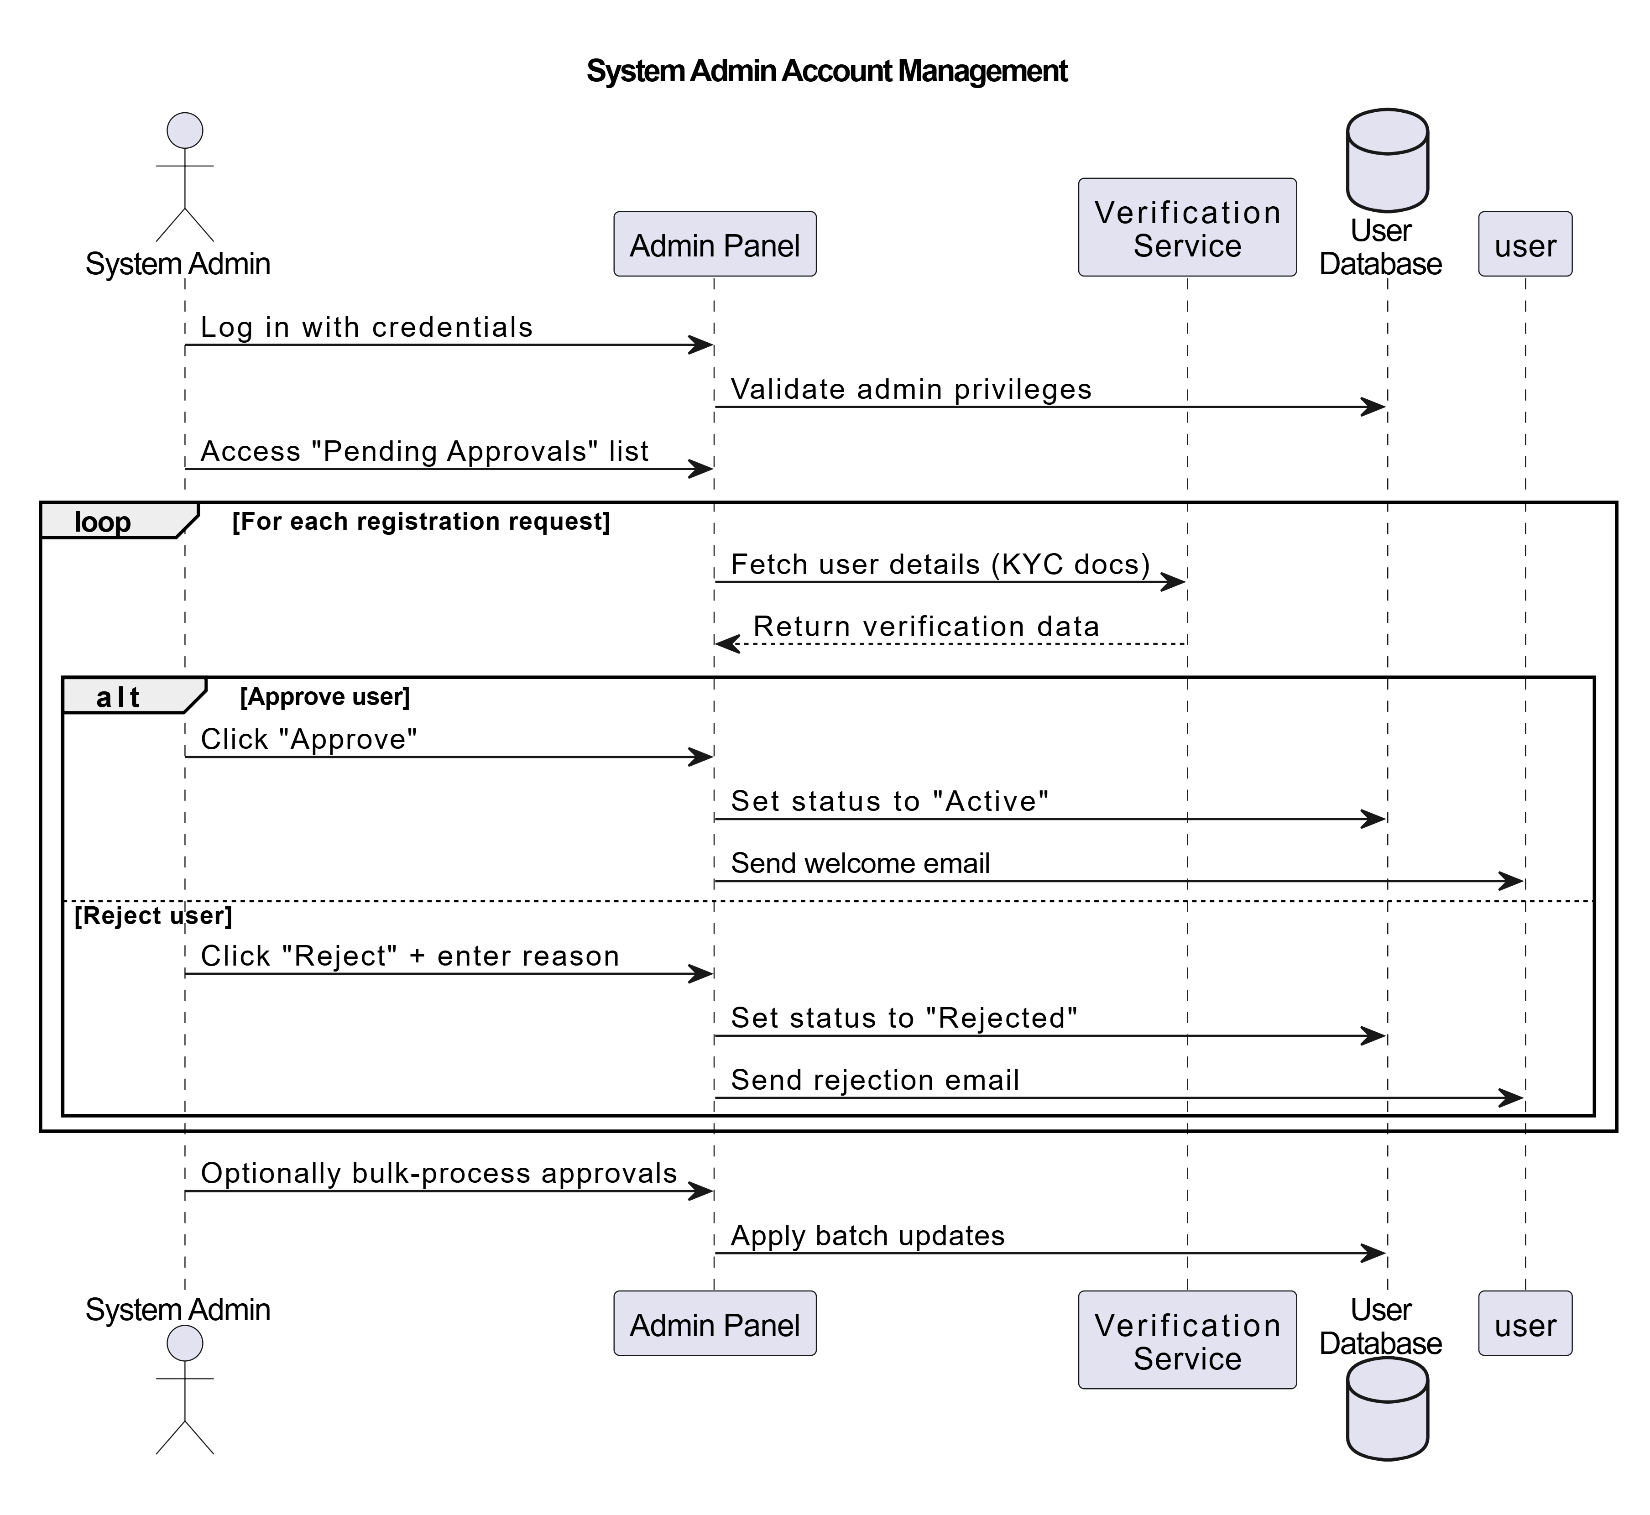 System Admin Account Management
System Admin
Admin Panel
Verification
Service
User
Database
user
Log in with credentials
Validate admin privileges
Access "Pending Approvals" list
loop
[For each registration request]
Fetch user details (KYC docs)
Return verification data
alt
[Approve user]
Click "Approve"
Set status to "Active"
Send welcome email
[Reject user]
Click "Reject" + enter reason
Set status to "Rejected"
Send rejection email
Optionally bulk-process approvals
Apply batch updates
System Admin
Admin Panel
Verification
Service
User
Database
user